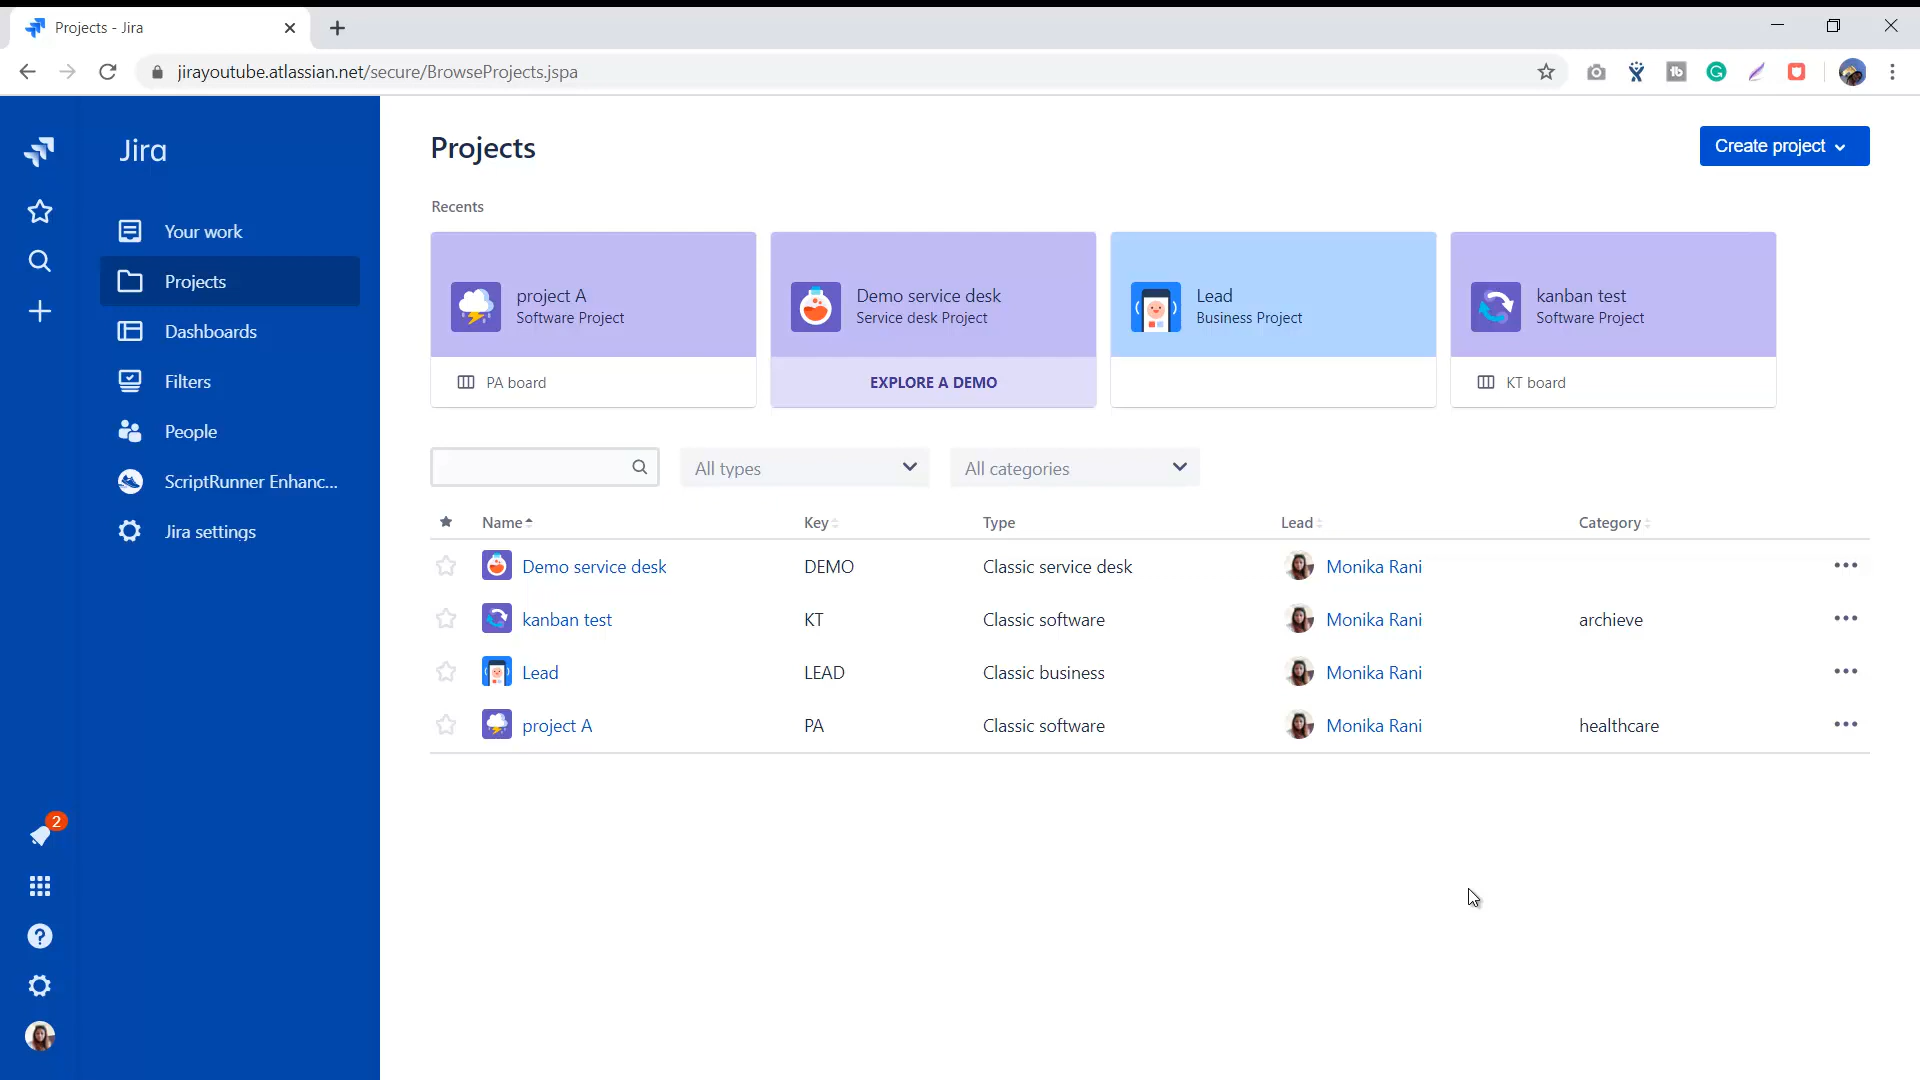 Projects - Jira
jirayoutube.atlassian.net/secure/BrowseProjects.jspa
tb
G
Jira
Your work
Projects
Dashboards
Filters
People
ScriptRunner Enhanc...
Jira settings
2
?
Projects
Create project
Recents
project A
Software Project
PA board
Demo service desk
Service desk Project
EXPLORE A DEMO
Lead
Business Project
kanban test
Software Project
KT board
All types
All categories
Name Key Type Lead Category
Demo service desk DEMO Classic service desk Monika Rani
kanban test KT Classic software Monika Rani archieve
Lead LEAD Classic business Monika Rani
project A PA Classic software Monika Rani healthcare